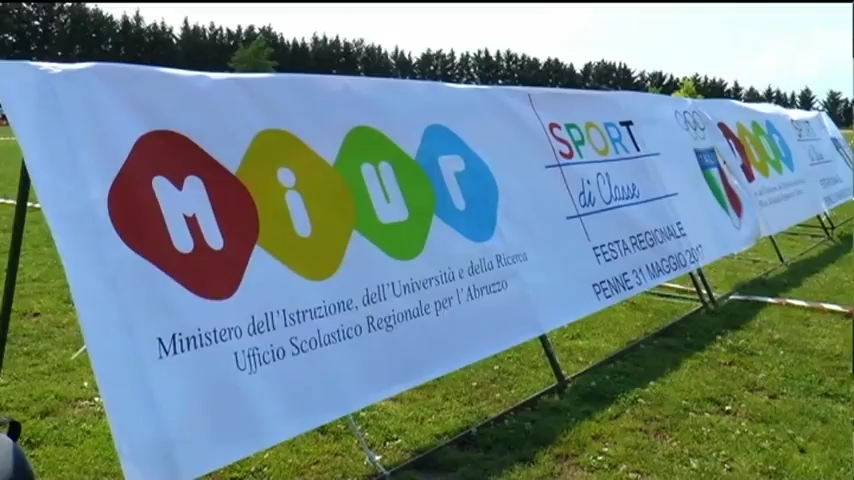 Miur
Ministero dell'Istruzione, dell'Università e della Ricerca
Ufficio Scolastico Regionale per l'Abruzzo
SPORT
di Classe
FESTA REGIONALE
PENNE 31 MAGGIO 2017
SPORT